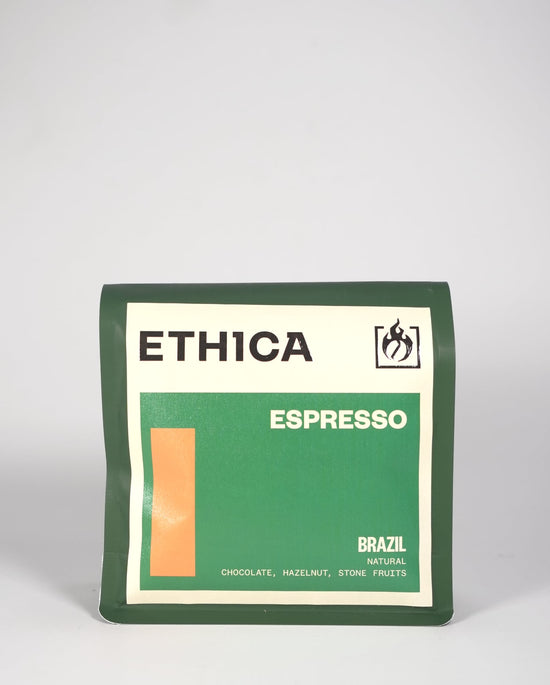 ETH1CA
ESPRESSO
BRAZIL
NATURAL
CHOCOLATE, HAZELNUT, STONE FRUITS